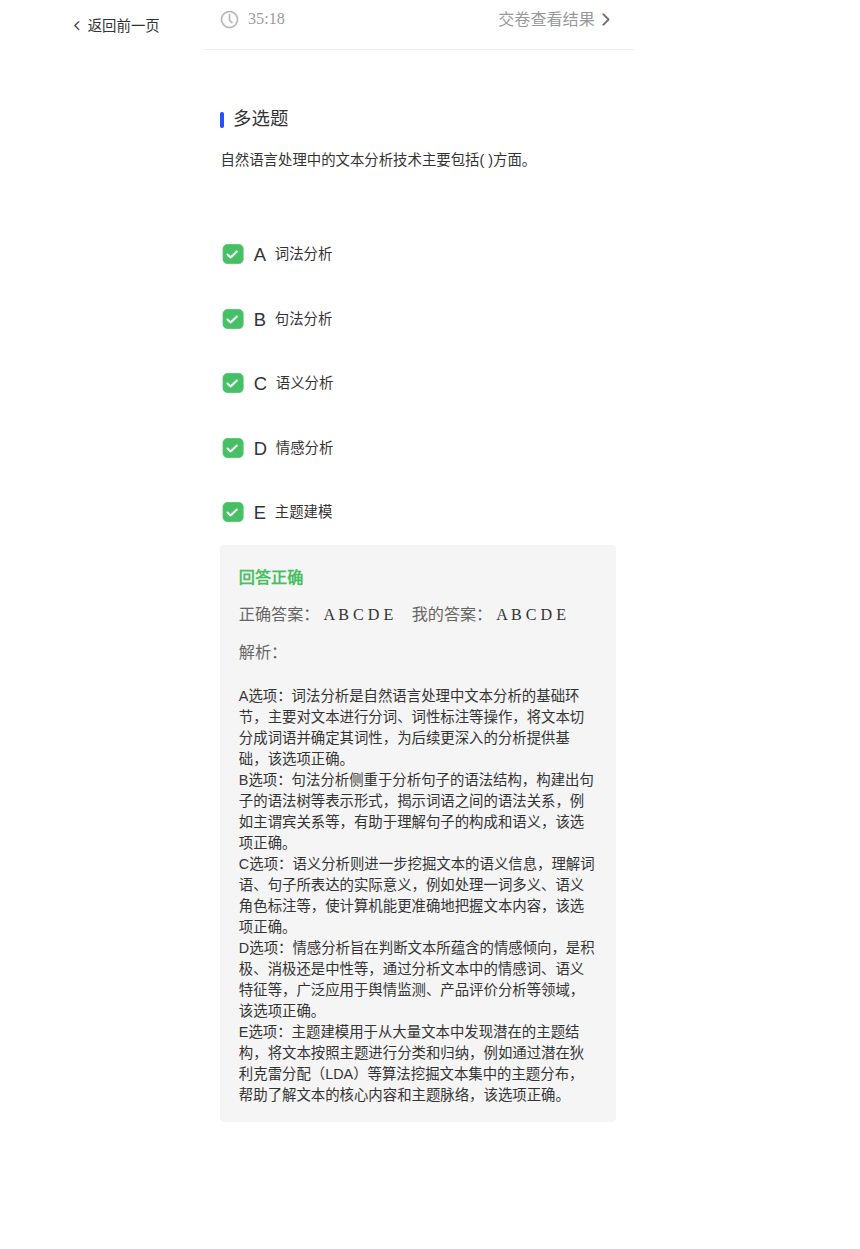 返回前一页
35:18
交卷查看结果
多选题
自然语言处理中的文本分析技术主要包括( )方面。
A 词法分析
B 句法分析
C 语义分析
D 情感分析
E 主题建模
回答正确
正确答案： A B C D E 我的答案： A B C D E
解析：
A选项：词法分析是自然语言处理中文本分析的基础环
节，主要对文本进行分词、词性标注等操作，将文本切
分成词语并确定其词性，为后续更深入的分析提供基
础，该选项正确。
B选项：句法分析侧重于分析句子的语法结构，构建出句
子的语法树等表示形式，揭示词语之间的语法关系，例
如主谓宾关系等，有助于理解句子的构成和语义，该选
项正确。
C选项：语义分析则进一步挖掘文本的语义信息，理解词
语、句子所表达的实际意义，例如处理一词多义、语义
角色标注等，使计算机能更准确地把握文本内容，该选
项正确。
D选项：情感分析旨在判断文本所蕴含的情感倾向，是积
极、消极还是中性等，通过分析文本中的情感词、语义
特征等，广泛应用于舆情监测、产品评价分析等领域，
该选项正确。
E选项：主题建模用于从大量文本中发现潜在的主题结
构，将文本按照主题进行分类和归纳，例如通过潜在狄
利克雷分配（LDA）等算法挖掘文本集中的主题分布，
帮助了解文本的核心内容和主题脉络，该选项正确。